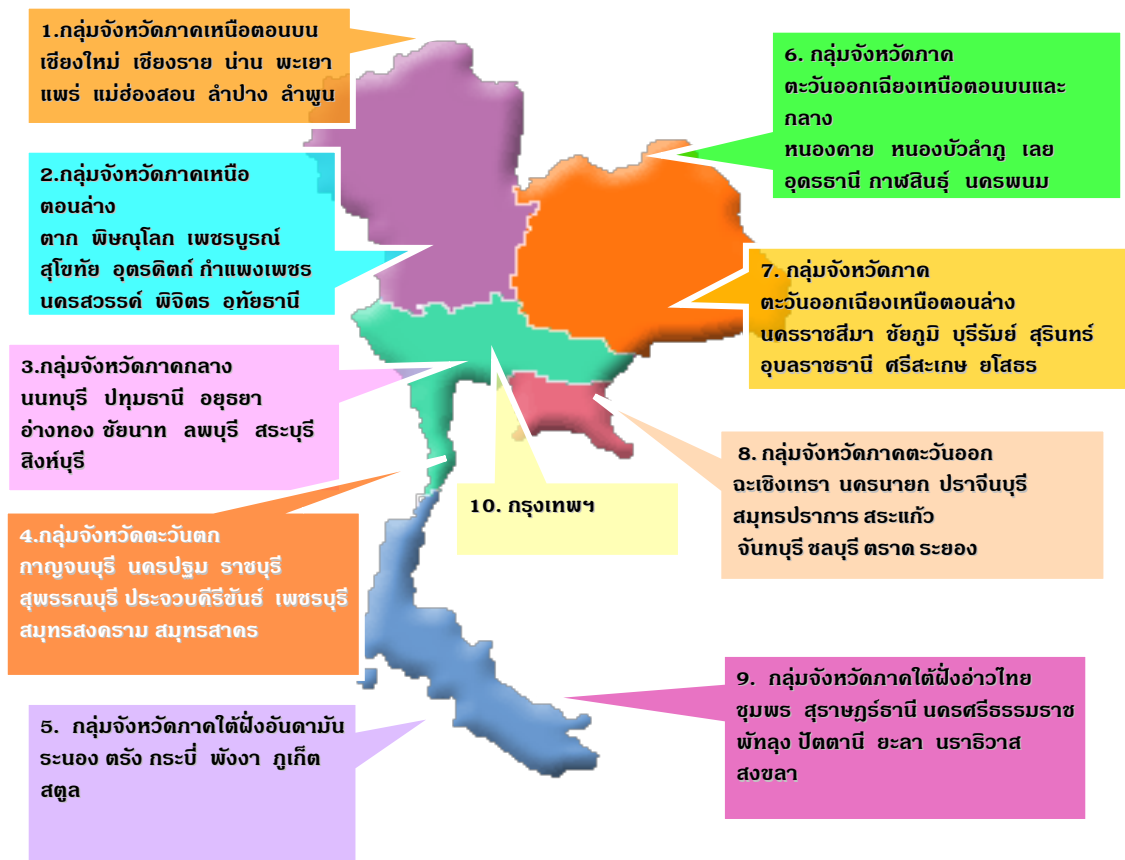 1.กลุ่มจังหวัดภาคเหนือตอนบน
เชียงใหม่ เชียงราย น่าน พะเยา
แพร่ แม่ฮ่องสอน ลำปาง ลำพูน
2.กลุ่มจังหวัดภาคเหนือ
ตอนล่าง
ตาก พิษณุโลก เพชรบูรณ์
สุโขทัย อุตรดิตถ์ กำแพงเพชร
นครสวรรค์ พิจิตร อุทัยธานี
3.กลุ่มจังหวัดภาคกลาง
นนทบุรี ปทุมธานี อยุธยา
อ่างทอง ชัยนาท ลพบุรี สระบุรี
สิงห์บุรี
4.กลุ่มจังหวัดตะวันตก
กาญจนบุรี นครปฐม ราชบุรี
สุพรรณบุรี ประจวบคีรีขันธ์ เพชรบุรี
สมุทรสงคราม สมุทรสาคร
5. กลุ่มจังหวัดภาคใต้ฝั่งอันดามัน
ระนอง ตรัง กระบี่ พังงา ภูเก็ต
สตูล
6. กลุ่มจังหวัดภาค
ตะวันออกเฉียงเหนือตอนบนและ
กลาง
หนองคาย หนองบัวลำภู เลย
อุดรธานี กาฬสินธุ์ นครพนม
7. กลุ่มจังหวัดภาค
ตะวันออกเฉียงเหนือตอนล่าง
นครราชสีมา ชัยภูมิ บุรีรัมย์ สุรินทร์
อุบลราชธานี ศรีสะเกษ ยโสธร
8. กลุ่มจังหวัดภาคตะวันออก
ฉะเชิงเทรา นครนายก ปราจีนบุรี
สมุทรปราการ สระแก้ว
จันทบุรี ชลบุรี ตราด ระยอง
10. กรุงเทพฯ
9. กลุ่มจังหวัดภาคใต้ฝั่งอ่าวไทย
ชุมพร สุราษฎร์ธานี นครศรีธรรมราช
พัทลุง ปัตตานี ยะลา นราธิวาส
สงขลา